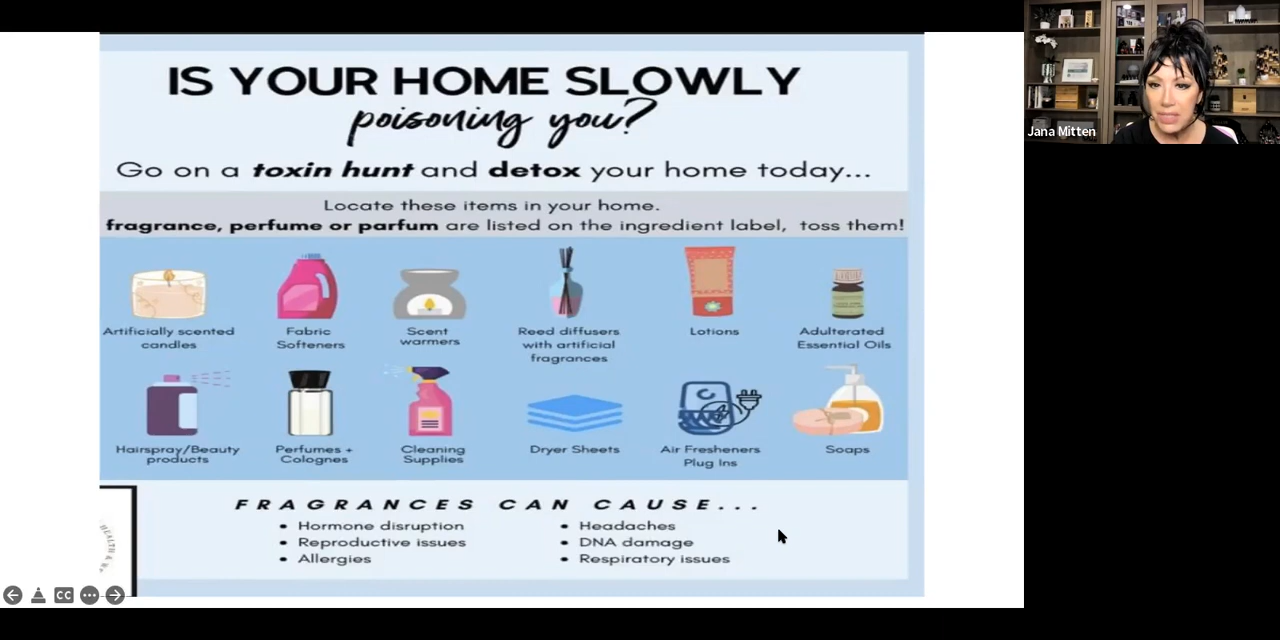 IS YOUR HOME SLOWLY
poisoning you?
Go on a toxin hunt and detox your home today...
Locate these items in your home.
fragrance, perfume or parfum are listed on the ingredient label, toss them!
Artificially scented
candles
Fabric
Softeners
Scent
warmers
Reed diffusers
with artificial
fragrances
Lotions
Adulterated
Essential Oils
Hairspray/Beauty
products
Perfumes +
Colognes
Cleaning
Supplies
Dryer Sheets
Air Fresheners
Plug Ins
Soaps
FRAGRANCES CAN CAUSE...
• Hormone disruption
• Reproductive issues
• Allergies
• Headaches
• DNA damage
• Respiratory issues
HEALTH &
CC
Jana Mitten